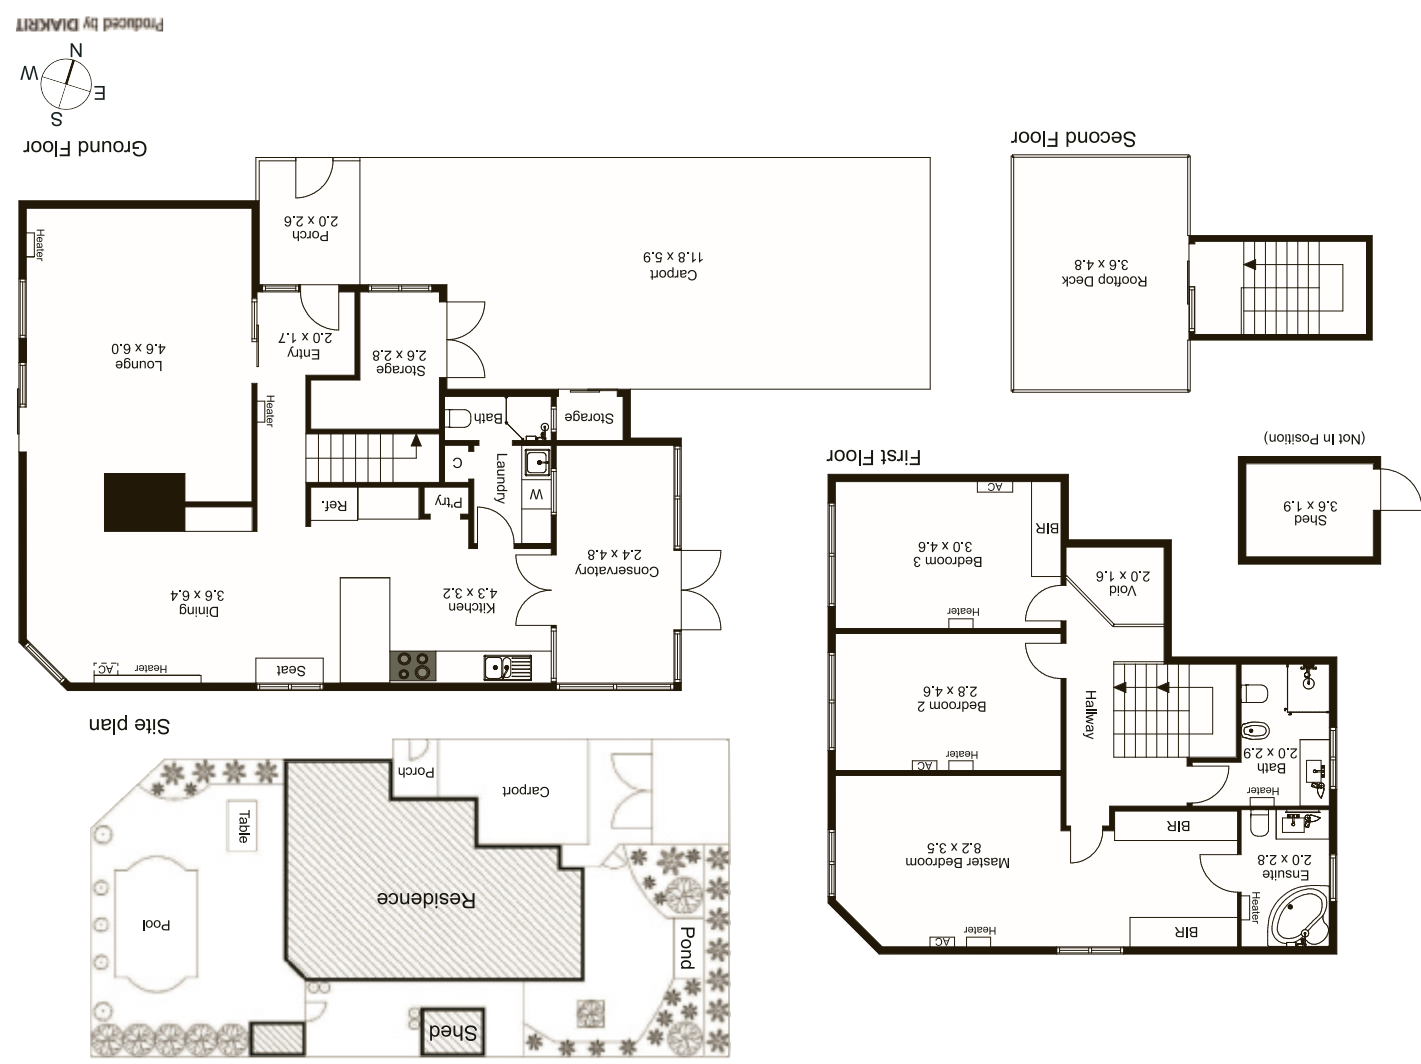 Produced by DIAKRIT
N
W
E
S
Ground Floor
Porch
2.0 x 2.6
Carport
11.8 x 5.9
Heater
Lounge
4.6 x 6.0
Entry
2.0 x 1.7
Storage
2.6 x 2.8
Heater
Bath
Storage
C
Laundry
W
Ref.
P'try
Conservatory
2.4 x 4.8
Kitchen
4.3 x 3.2
Dining
3.6 x 6.4
AC
Heater
Seat
Second Floor
Rooftop Deck
3.6 x 4.8
(Not In Position)
Shed
3.6 x 1.9
First Floor
AC
BIR
Bedroom 3
3.0 x 4.6
Heater
Void
2.0 x 1.6
Bedroom 2
2.8 x 4.6
Hallway
AC
Heater
Bath
2.0 x 2.9
Heater
BIR
Master Bedroom
8.2 x 3.5
Ensuite
2.0 x 2.8
Heater
BIR
AC
Heater
Site plan
Porch
Carport
Table
Residence
Pool
Pond
Shed